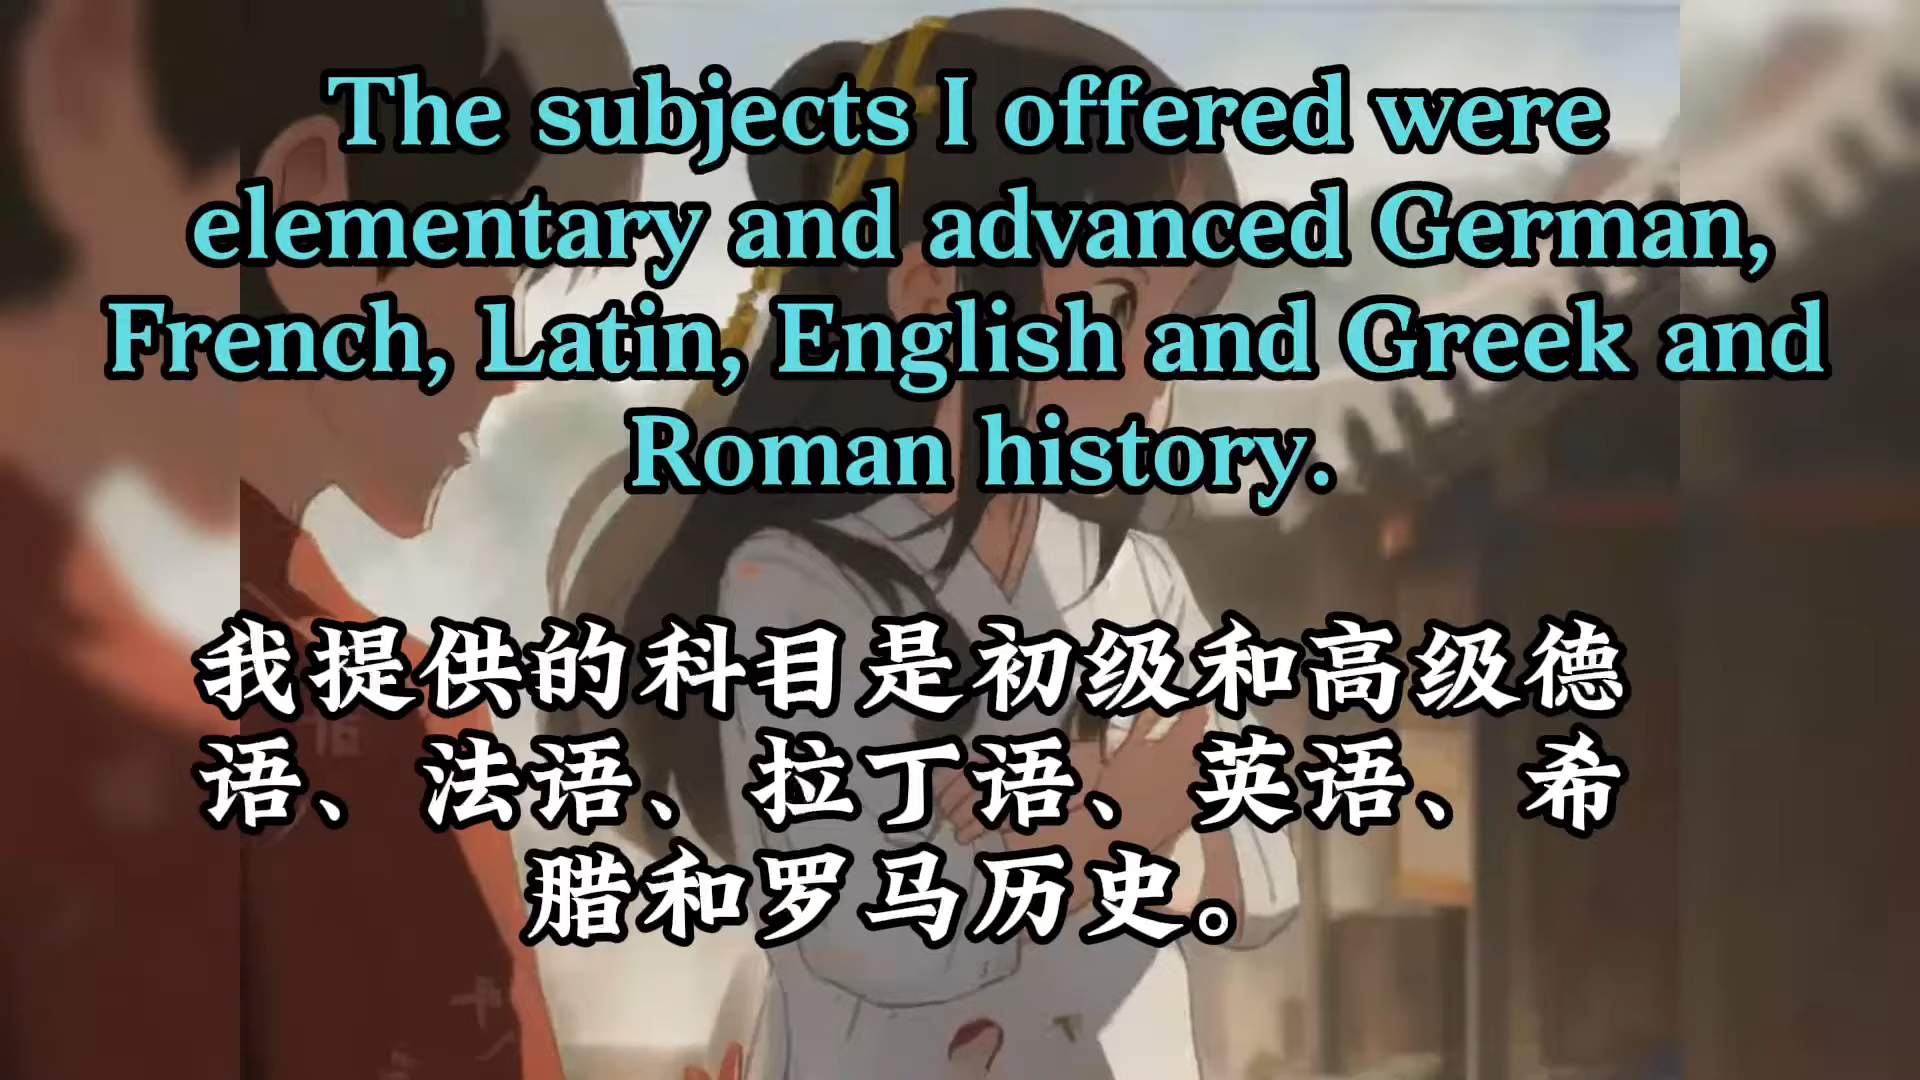 The subjects I offered were
elementary and advanced German,
French, Latin, English and Greek and
Roman history.
我提供的科目是初级和高级德
语、法语、拉丁语、英语、希
腊和罗马历史。